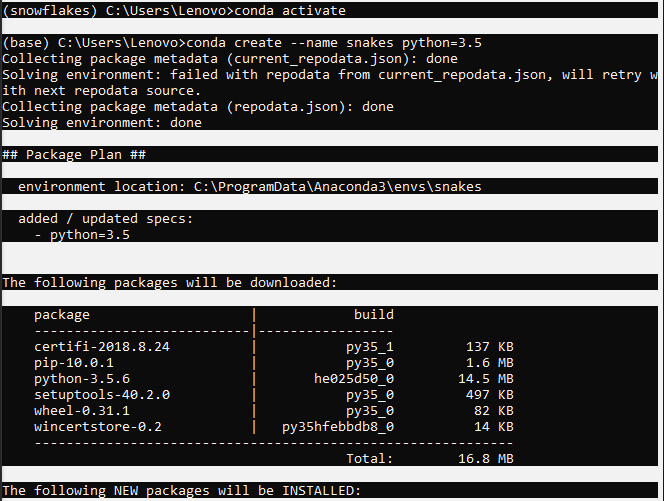 (snowflakes) C:\Users\Lenovo>conda activate
(base) C:\Users\Lenovo>conda create --name snakes python=3.5
Collecting package metadata (current_repodata.json): done
Solving environment: failed with repodata from current_repodata.json, will retry w
ith next repodata source.
Collecting package metadata (repodata.json): done
Solving environment: done
## Package Plan ##
environment location: C:\ProgramData\Anaconda3\envs\snakes
added / updated specs:
- python=3.5
The following packages will be downloaded:
package | build
---------------------------|-----------------
certifi-2018.8.24 | py35_1 137 KB
pip-10.0.1 | py35_0 1.6 MB
python-3.5.6 | he025d50_0 14.5 MB
setuptools-40.2.0 | py35_0 497 KB
wheel-0.31.1 | py35_0 82 KB
wincertstore-0.2 | py35hfebbdb8_0 14 KB
------------------------------------------------------------
Total: 16.8 MB
The following NEW packages will be INSTALLED: